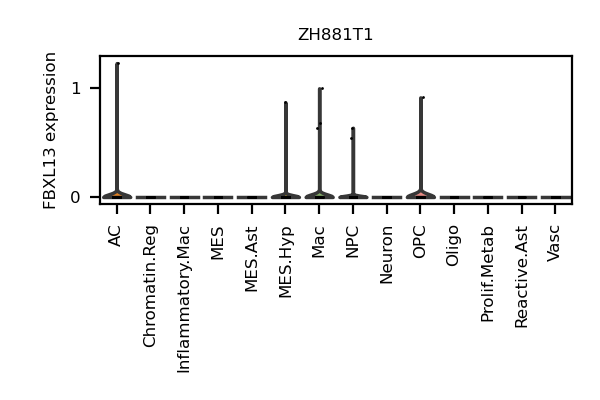 ZH881T1
FBXL13 expression
1
0
AC
Chromatin.Reg
Inflammatory.Mac
MES
MES.Ast
MES.Hyp
Mac
NPC
Neuron
OPC
Oligo
Prolif.Metab
Reactive.Ast
Vasc